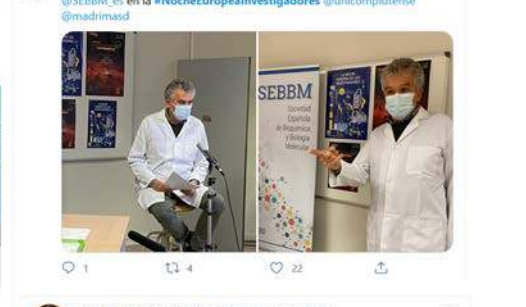 @SEBBM_es en la #NocheEuropeaInvestigadores @unicomplutense
@madrimasd
SEBBM
Sociedad
Española
de Bioquímica
y Biología
Molecular
1
4
22